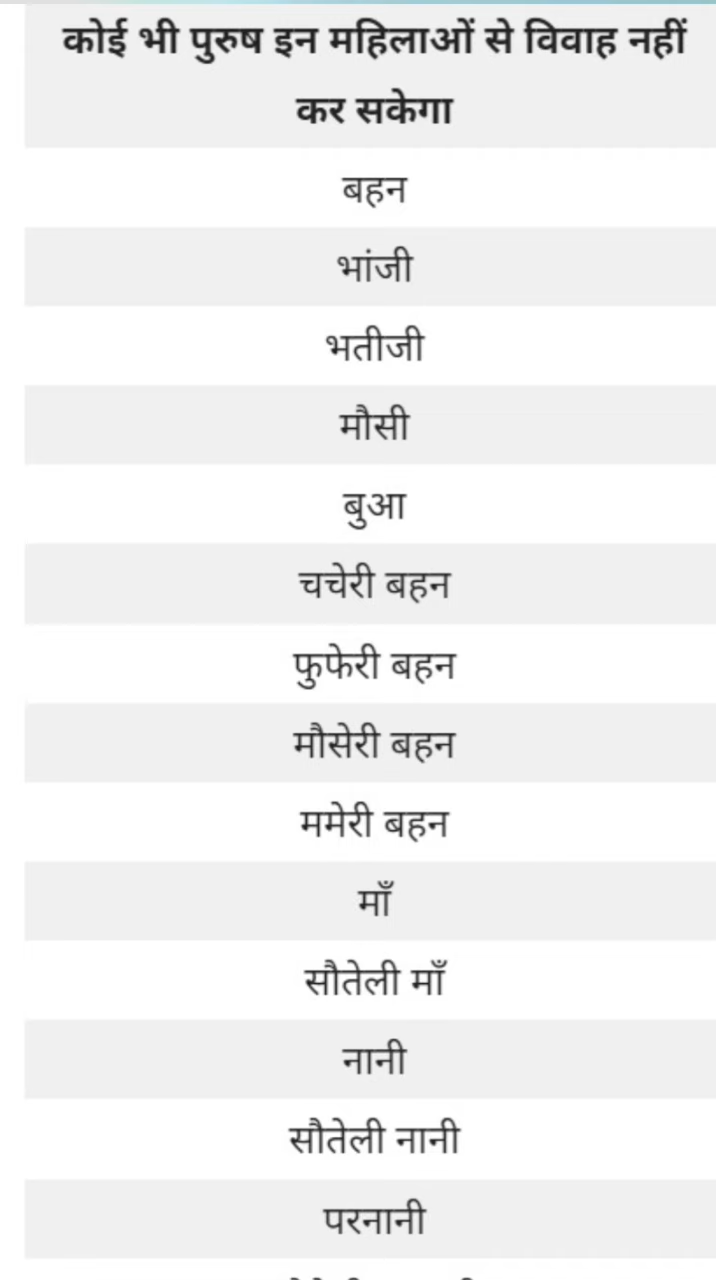 कोई भी पुरुष इन महिलाओं से विवाह नहीं
कर सकेगा
बहन
भांजी
भतीजी
मौसी
बुआ
चचेरी बहन
फुफेरी बहन
मौसेरी बहन
ममेरी बहन
माँ
सौतेली माँ
नानी
सौतेली नानी
परनानी